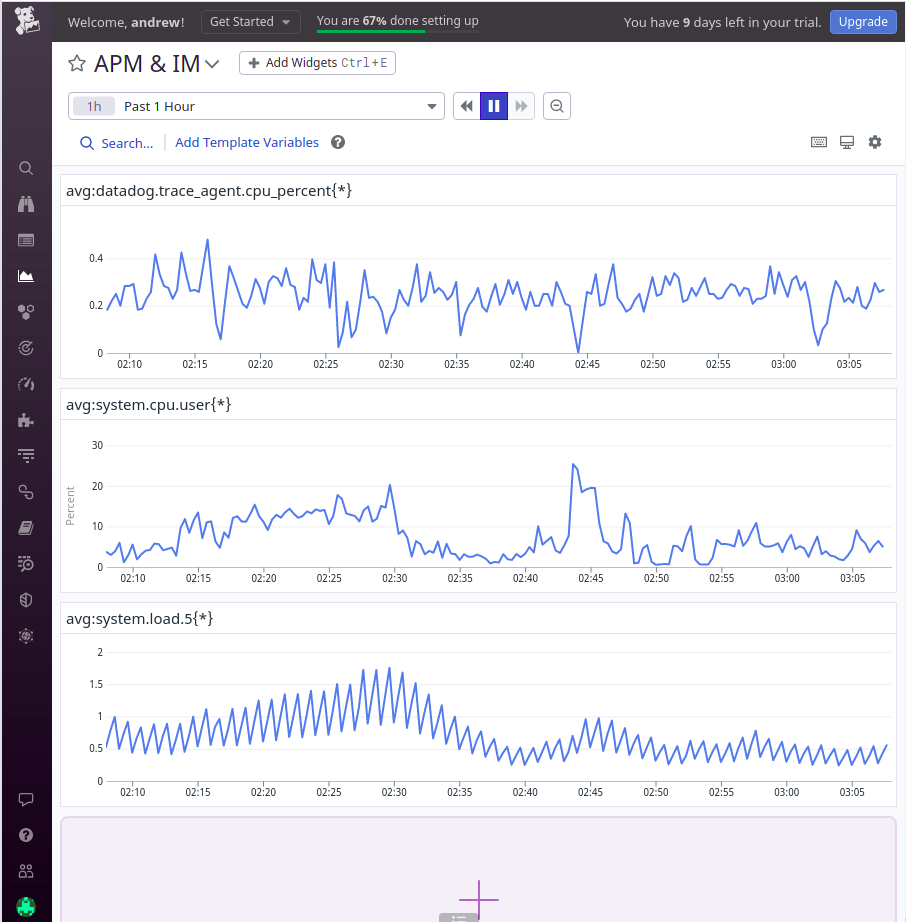 Welcome, andrew!
Get Started
You are 67% done setting up
You have 9 days left in your trial.
Upgrade
APM & IM
Add Widgets Ctrl+E
1h Past 1 Hour
Search...
Add Template Variables
?
avg:datadog.trace_agent.cpu_percent{*}
0.4
0.2
0
02:10 02:15 02:20 02:25 02:30 02:35 02:40 02:45 02:50 02:55 03:00 03:05
avg:system.cpu.user{*}
Percent
30
20
10
0
02:10 02:15 02:20 02:25 02:30 02:35 02:40 02:45 02:50 02:55 03:00 03:05
avg:system.load.5{*}
2
1.5
1
0.5
0
02:10 02:15 02:20 02:25 02:30 02:35 02:40 02:45 02:50 02:55 03:00 03:05
?